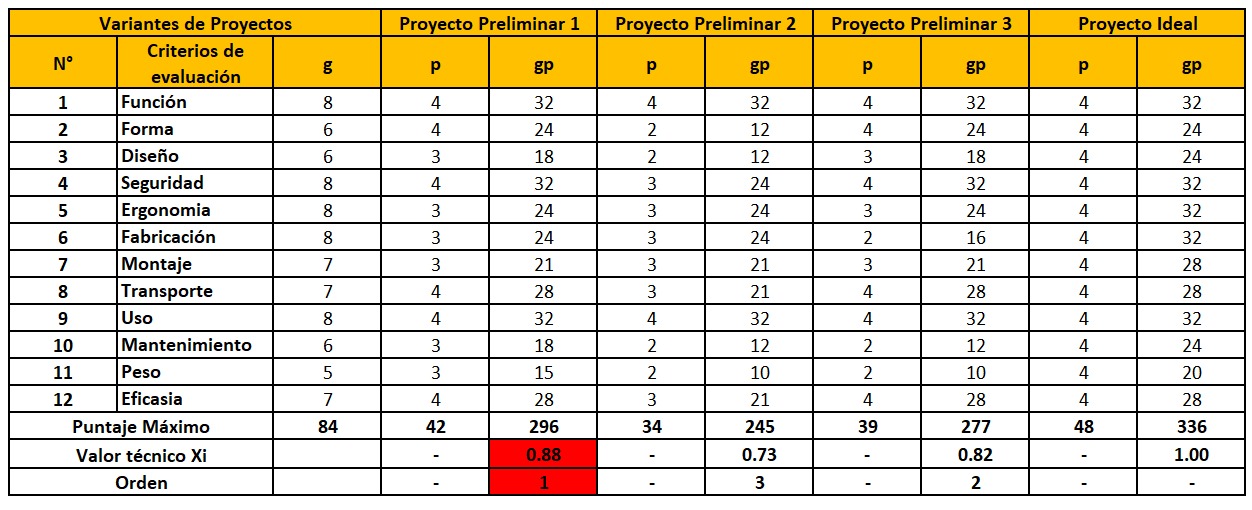 Variantes de Proyectos Proyecto Preliminar 1 Proyecto Preliminar 2 Proyecto Preliminar 3 Proyecto Ideal
N° Criterios de evaluación g p gp p gp p gp p gp
1 Función 8 4 32 4 32 4 32 4 32
2 Forma 6 4 24 2 12 4 24 4 24
3 Diseño 6 3 18 2 12 3 18 4 24
4 Seguridad 8 4 32 3 24 4 32 4 32
5 Ergonomia 8 3 24 3 24 3 24 4 32
6 Fabricación 8 3 24 3 24 2 16 4 32
7 Montaje 7 3 21 3 21 3 21 4 28
8 Transporte 7 4 28 3 21 4 28 4 28
9 Uso 8 4 32 4 32 4 32 4 32
10 Mantenimiento 6 3 18 2 12 2 12 4 24
11 Peso 5 3 15 2 10 2 10 4 20
12 Eficasia 7 4 28 3 21 4 28 4 28
Puntaje Máximo 84 42 296 34 245 39 277 48 336
Valor técnico Xi - 0.88 - 0.73 - 0.82 - 1.00
Orden - 1 - 3 - 2 - -